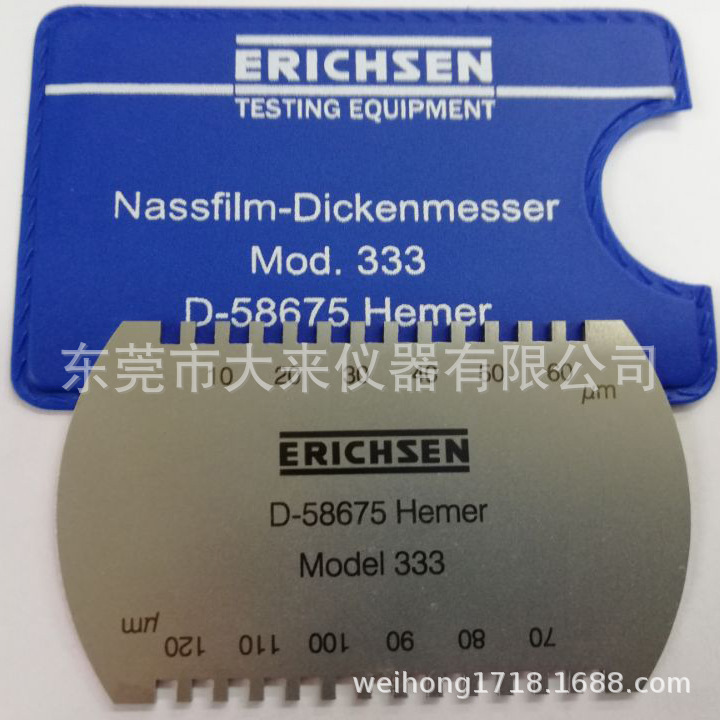 ERICHSEN
TESTING EQUIPMENT
Nassfilm-Dickenmesser
Mod. 333
D-58675 Hemer
东莞市大来仪器有限公司
10 20 30 40 50 60
µm
ERICHSEN
D-58675 Hemer
Model 333
µm
120 110 100 90 80 70
weihong1718.1688.com